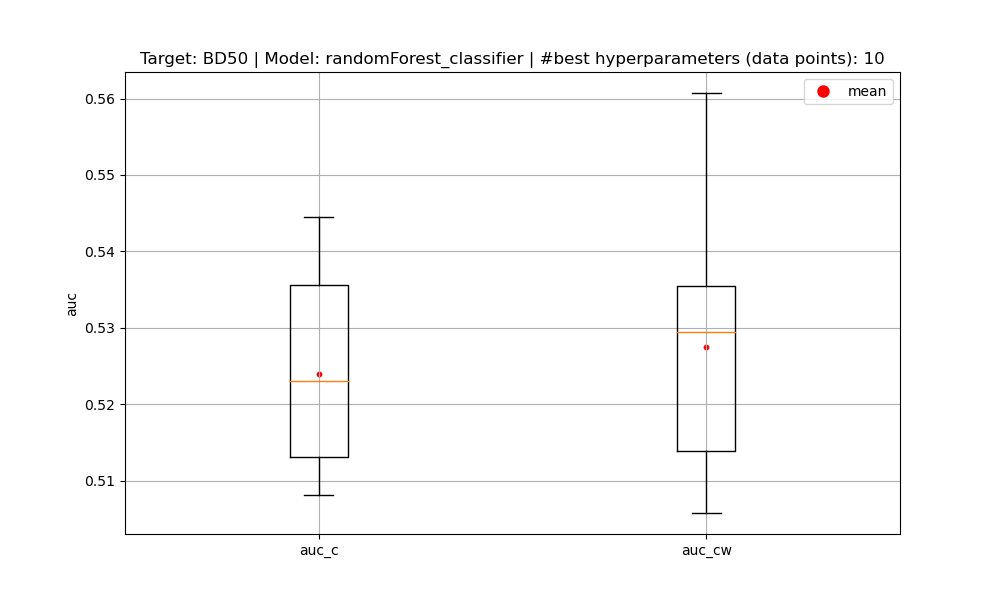 Target: BD50 | Model: randomForest_classifier | #best hyperparameters (data points): 10
mean
0.56
0.55
0.54
0.53
0.52
0.51
auc
auc_c
auc_cw